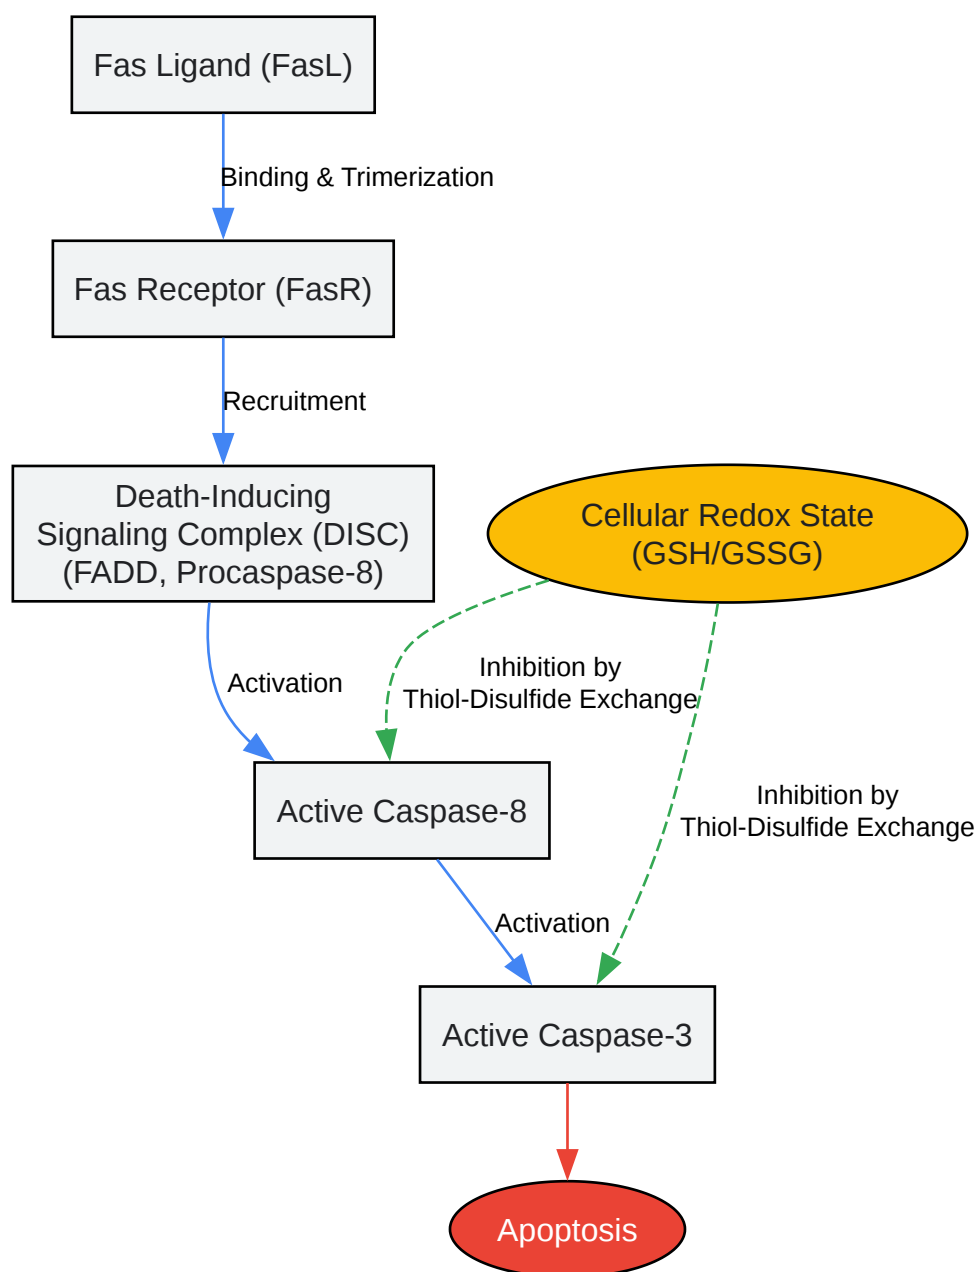 Fas Ligand (FasL)
Binding & Trimerization
Fas Receptor (FasR)
Recruitment
Death-Inducing
Signaling Complex (DISC)
(FADD, Procaspase-8)
Cellular Redox State
(GSH/GSSG)
Activation
Inhibition by
Thiol-Disulfide Exchange
Inhibition by
Thiol-Disulfide Exchange
Active Caspase-8
Activation
Active Caspase-3
Apoptosis